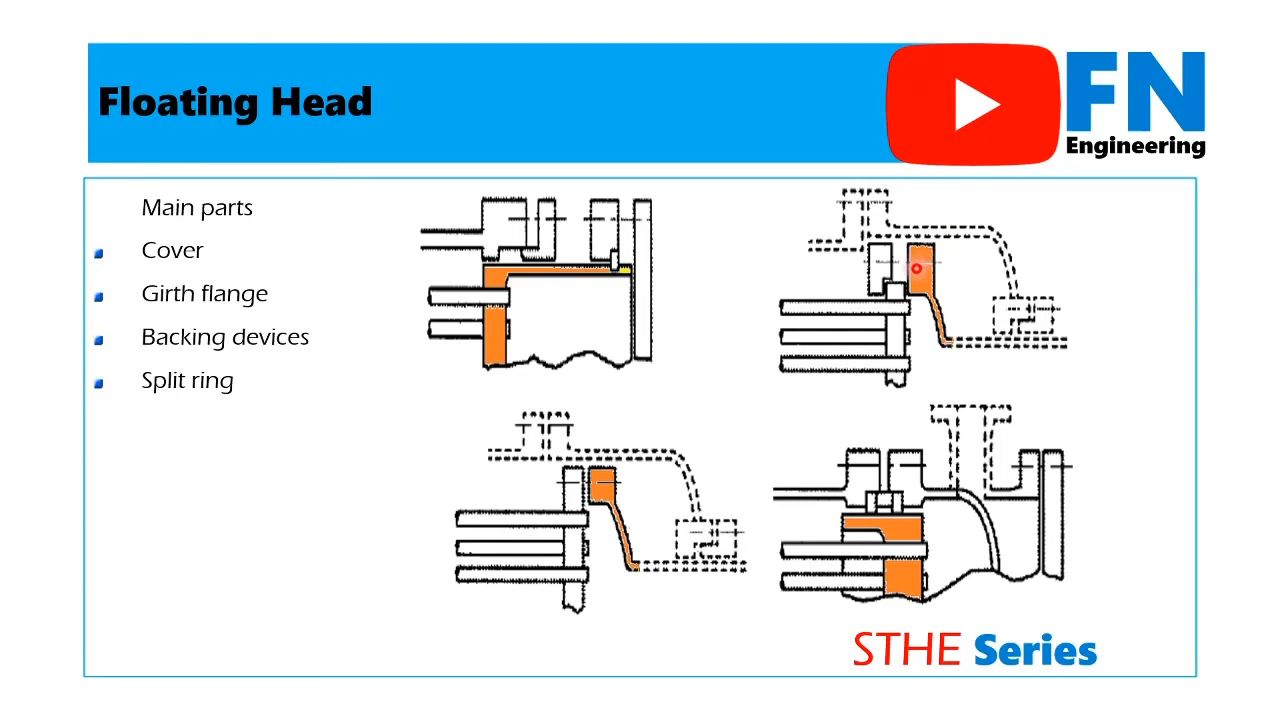 Floating Head
FN
Engineering
Main parts
Cover
Girth flange
Backing devices
Split ring
STHE Series